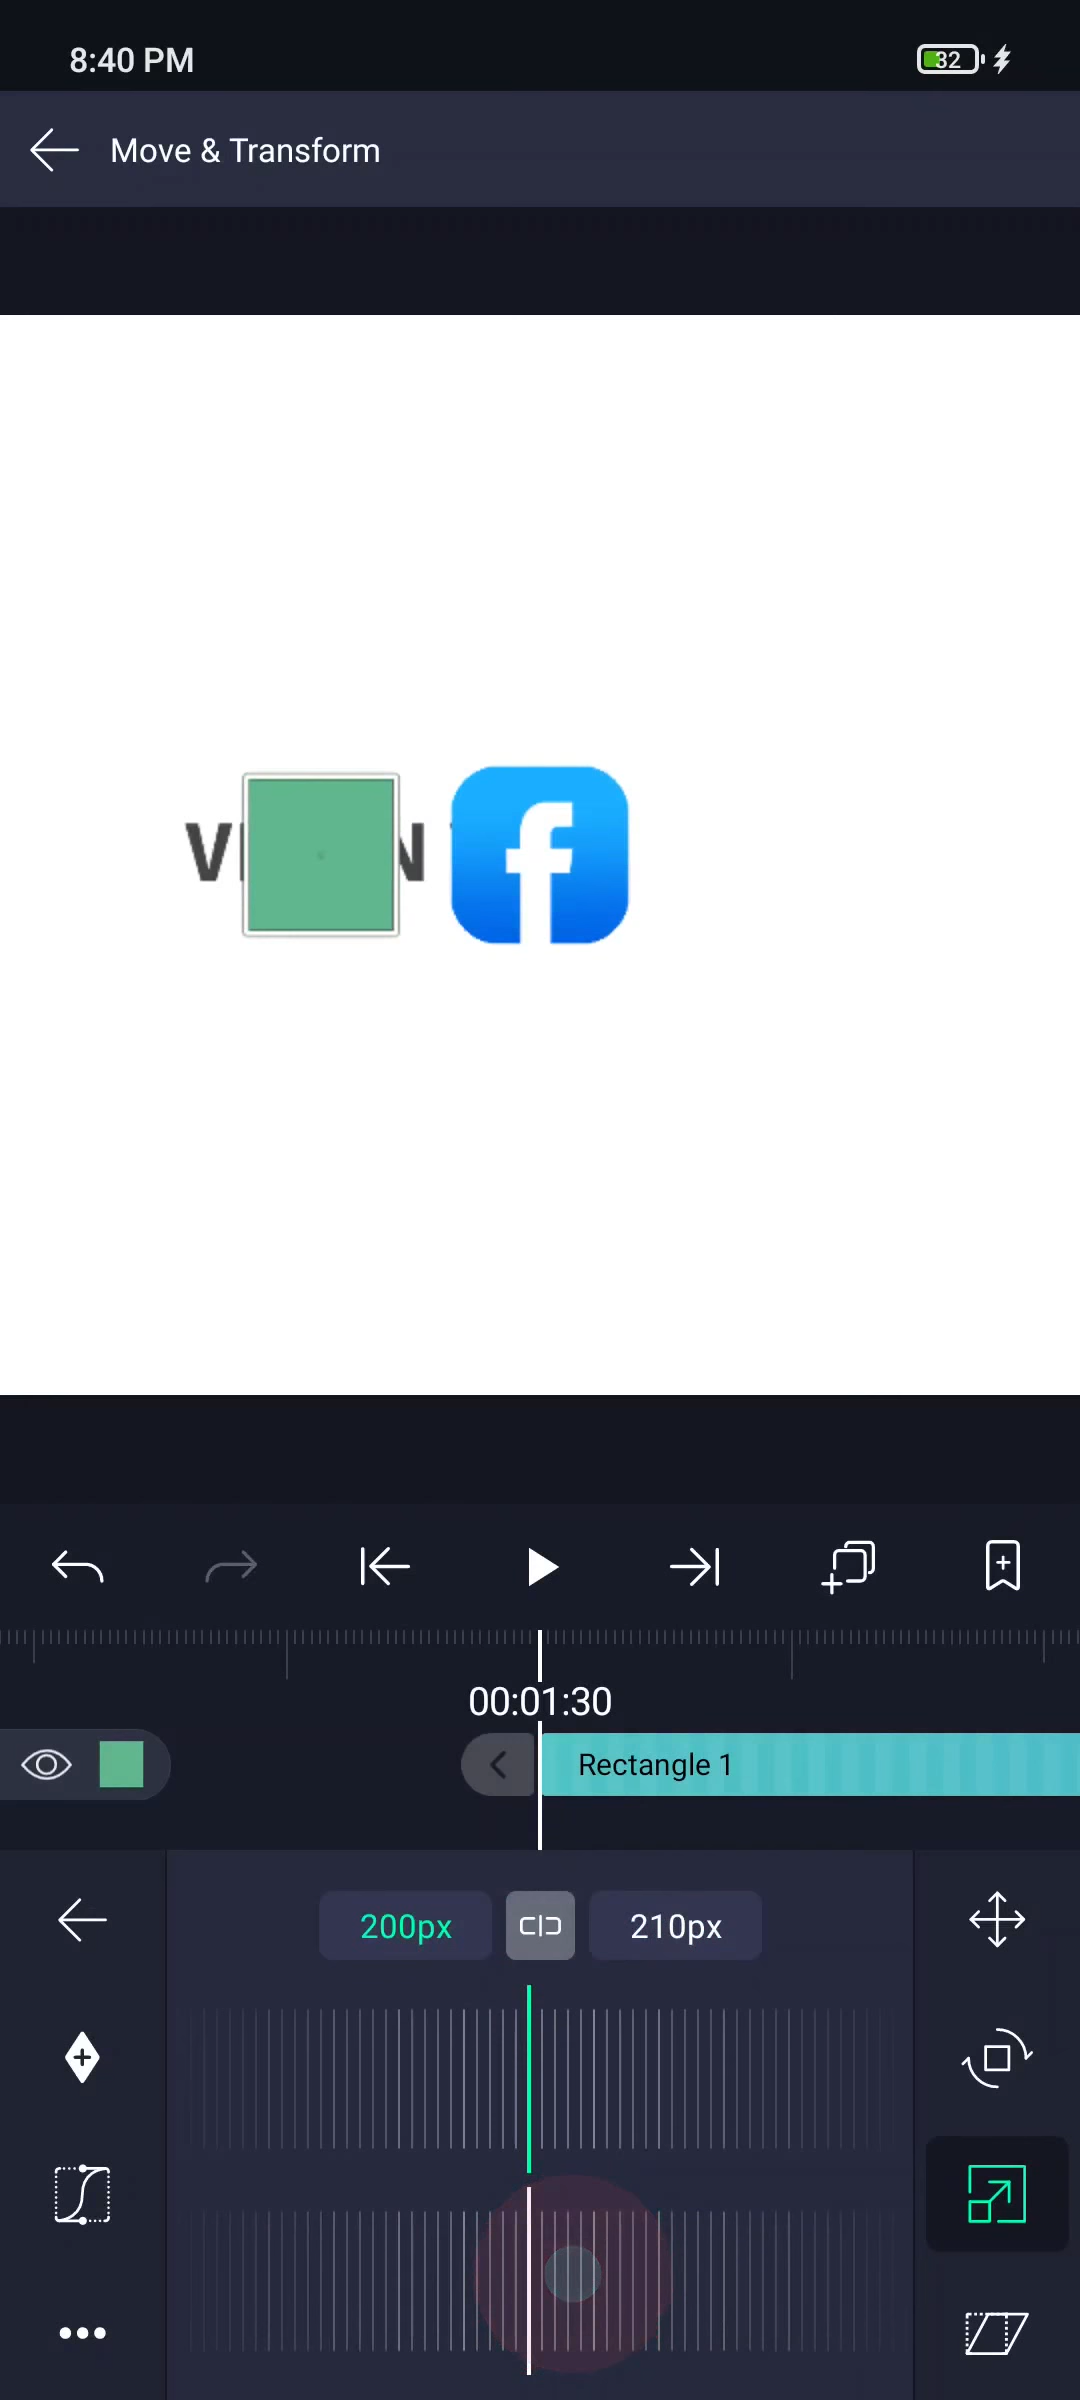 8:40 PM
32
Move & Transform
V
N
f
00:01:30
Rectangle 1
200px
210px